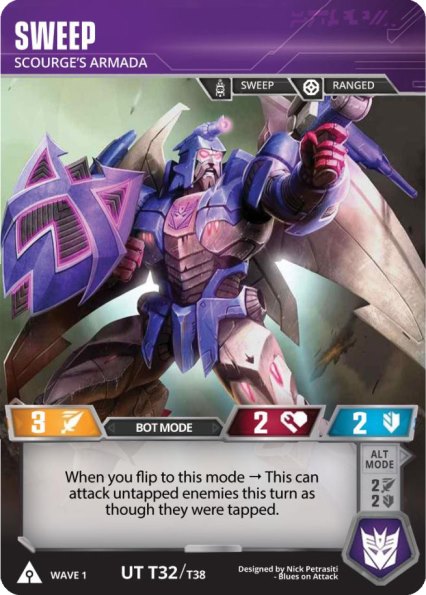 SWEEP
SCOURGE'S ARMADA
SWEEP RANGED
3 BOT MODE 2 2
ALT
MODE
2
2
When you flip to this mode → This can
attack untapped enemies this turn as
though they were tapped.
WAVE 1 UT T32/T38 Designed by Nick Petrasiti
- Blues on Attack